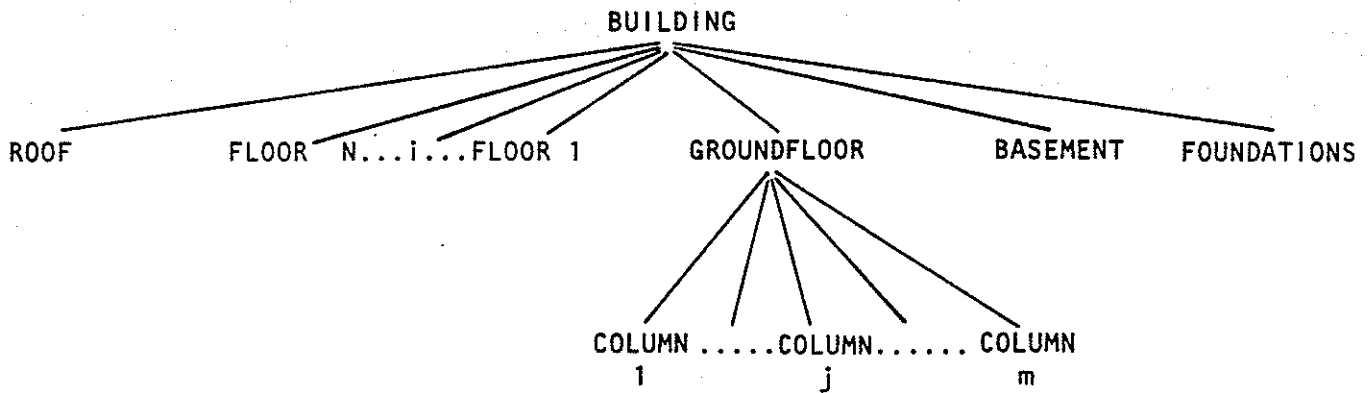 BUILDING
ROOF FLOOR N...i...FLOOR 1 GROUNDFLOOR BASEMENT FOUNDATIONS
COLUMN .....COLUMN...... COLUMN
1 j m